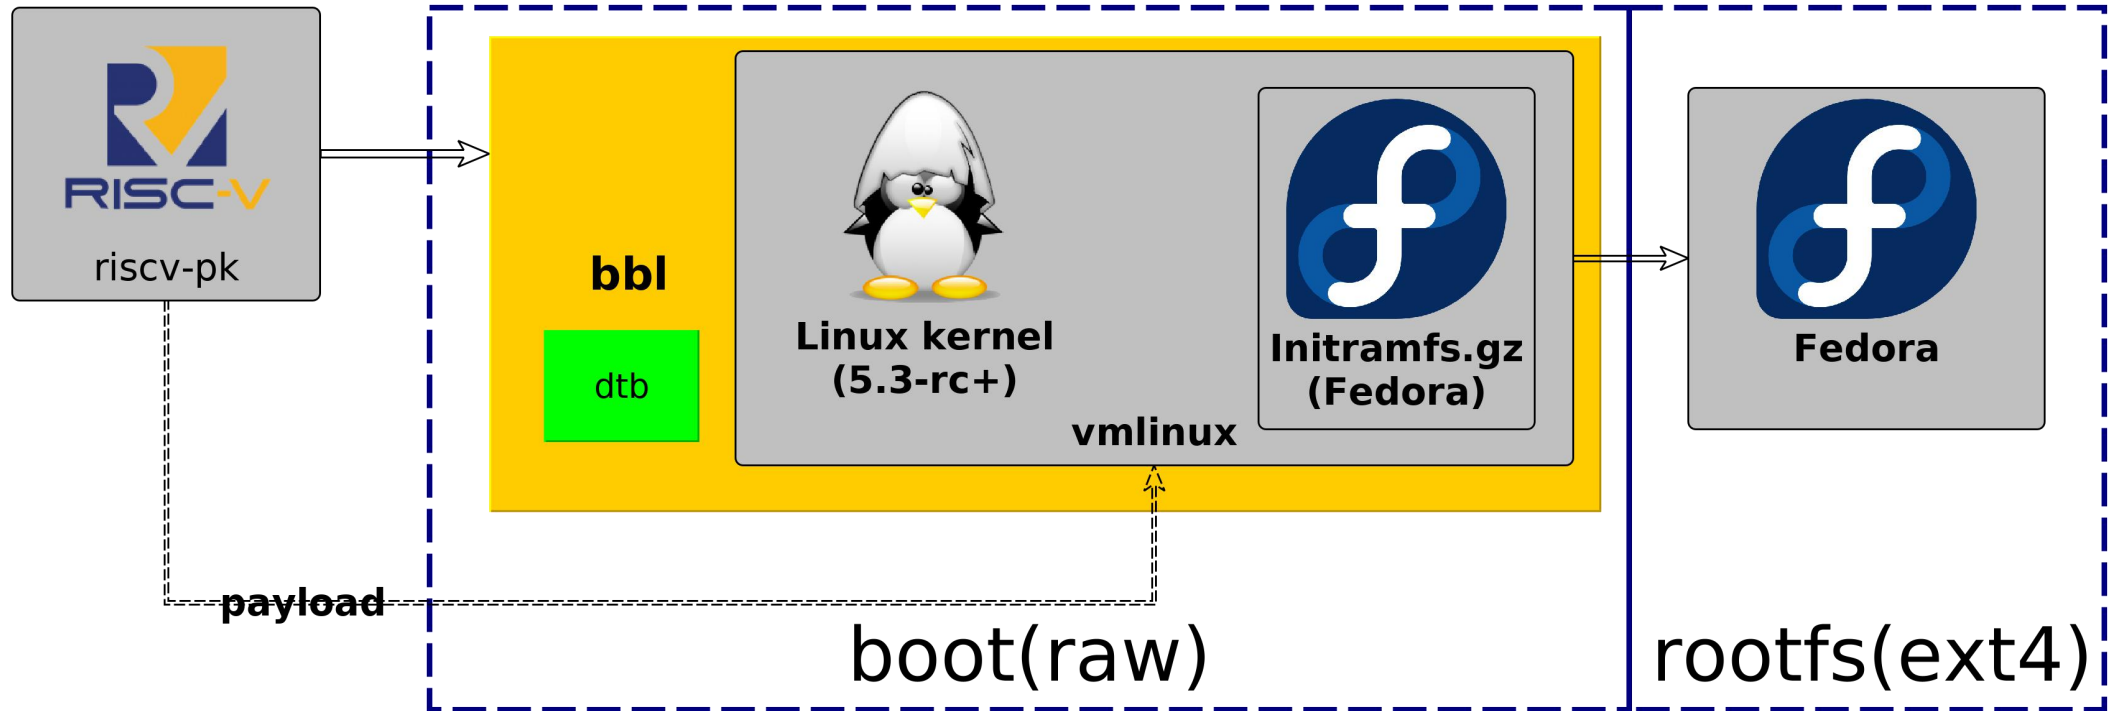 RISC-V
riscv-pk
bbl
dtb
Linux kernel
(5.3-rc+)
vmlinux
Initramfs.gz
(Fedora)
Fedora
payload
boot(raw)
rootfs(ext4)